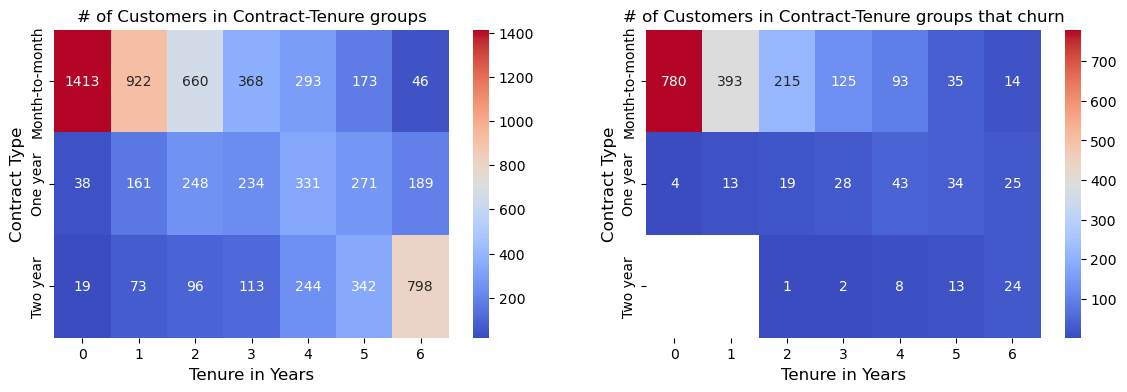 # of Customers in Contract-Tenure groups
Contract Type
Month-to-month
1413 922 660 368 293 173 46
One year
38 161 248 234 331 271 189
Two year
19 73 96 113 244 342 798
0 1 2 3 4 5 6
Tenure in Years
1400
1200
1000
800
600
400
200
# of Customers in Contract-Tenure groups that churn
Contract Type
Month-to-month
780 393 215 125 93 35 14
One year
4 13 19 28 43 34 25
Two year
1 2 8 13 24
0 1 2 3 4 5 6
Tenure in Years
700
600
500
400
300
200
100